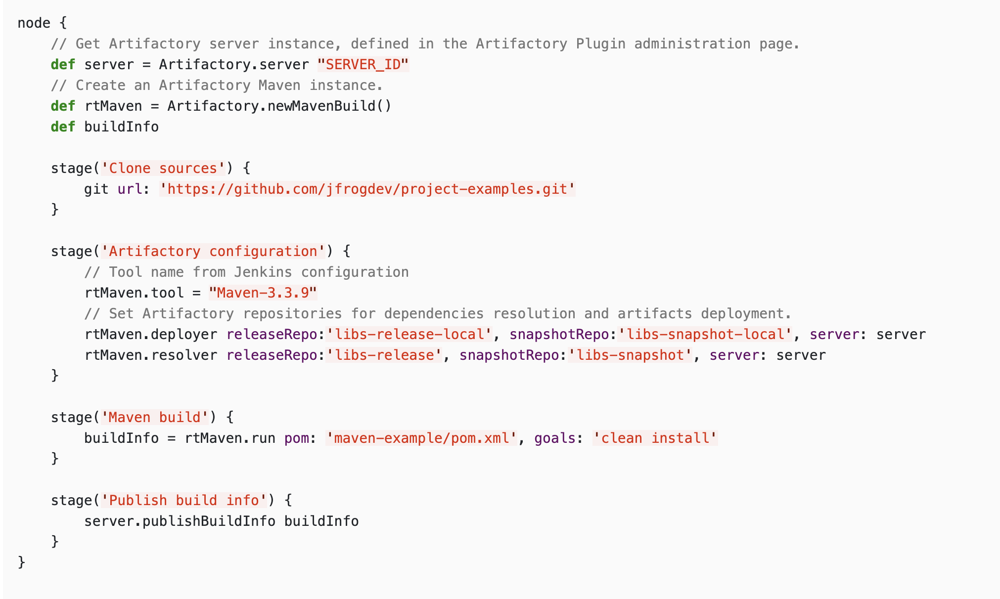 node {
    // Get Artifactory server instance, defined in the Artifactory Plugin administration page.
    def server = Artifactory.server "SERVER_ID"
    // Create an Artifactory Maven instance.
    def rtMaven = Artifactory.newMavenBuild()
    def buildInfo

    stage('Clone sources') {
        git url: 'https://github.com/jfrogdev/project-examples.git'
    }

    stage('Artifactory configuration') {
        // Tool name from Jenkins configuration
        rtMaven.tool = "Maven-3.3.9"
        // Set Artifactory repositories for dependencies resolution and artifacts deployment.
        rtMaven.deployer releaseRepo:'libs-release-local', snapshotRepo:'libs-snapshot-local', server: server
        rtMaven.resolver releaseRepo:'libs-release', snapshotRepo:'libs-snapshot', server: server
    }

    stage('Maven build') {
        buildInfo = rtMaven.run pom: 'maven-example/pom.xml', goals: 'clean install'
    }

    stage('Publish build info') {
        server.publishBuildInfo buildInfo
    }
}